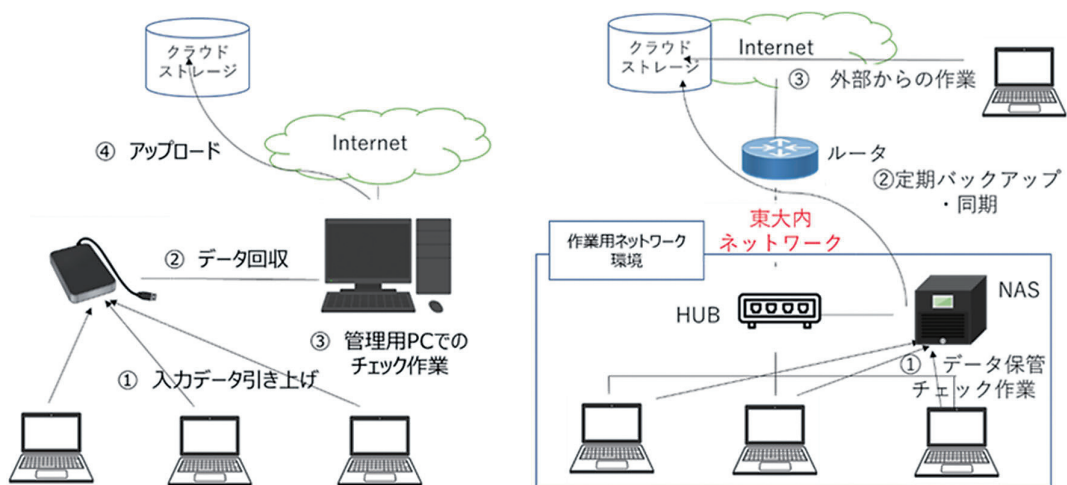 クラウド
ストレージ
④ アップロード
Internet
② データ回収
③ 管理用PCでの
チェック作業
① 入力データ引き上げ
クラウド
ストレージ
Internet
③ 外部からの作業
ルータ
②定期バックアップ
・同期
東大内
ネットワーク
作業用ネットワーク
環境
HUB
NAS
① データ保管
チェック作業